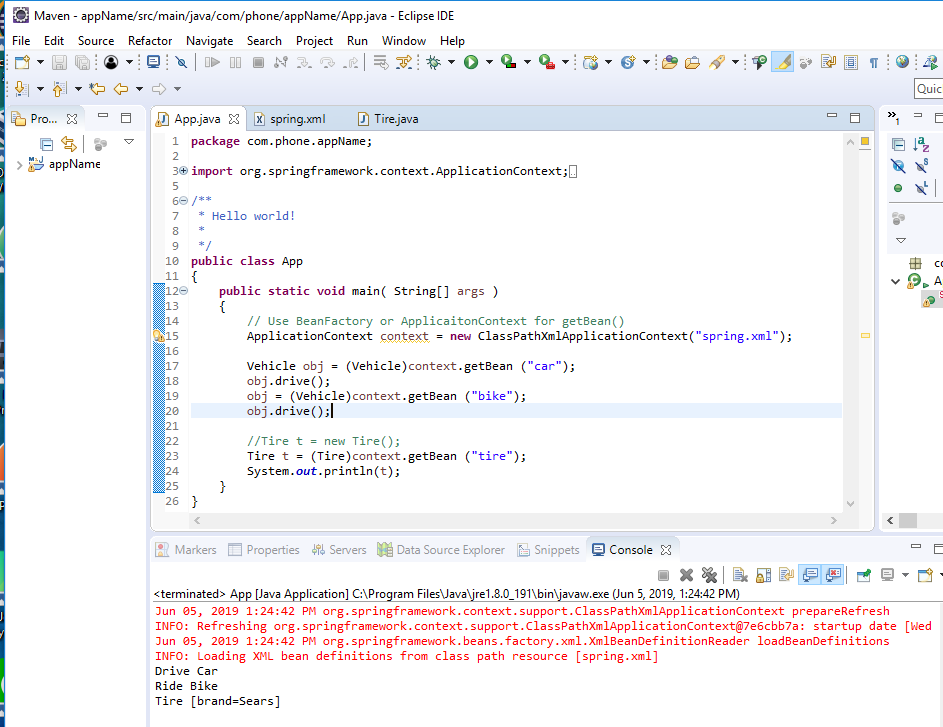 Maven - appName/src/main/java/com/phone/appName/App.java - Eclipse IDE
File Edit Source Refactor Navigate Search Project Run Window Help
Quic
Pro...
App.java spring.xml Tire.java
appName
1 package com.phone.appName;
2
3 import org.springframework.context.ApplicationContext;
5
6 /**
7 * Hello world!
8 *
9 */
10 public class App
11 {
12 public static void main( String[] args )
13 {
14 // Use BeanFactory or ApplicaitonContext for getBean()
15 ApplicationContext context = new ClassPathXmlApplicationContext("spring.xml");
16
17 Vehicle obj = (Vehicle)context.getBean ("car");
18 obj.drive();
19 obj = (Vehicle)context.getBean ("bike");
20 obj.drive();
21
22 //Tire t = new Tire();
23 Tire t = (Tire)context.getBean ("tire");
24 System.out.println(t);
25 }
26 }
Markers Properties Servers Data Source Explorer Snippets Console
<terminated> App [Java Application] C:\Program Files\Java\jre1.8.0_191\bin\javaw.exe (Jun 5, 2019, 1:24:42 PM)
Jun 05, 2019 1:24:42 PM org.springframework.context.support.ClassPathXmlApplicationContext prepareRefresh
INFO: Refreshing org.springframework.context.support.ClassPathXmlApplicationContext@7e6cbb7a: startup date [Wed
Jun 05, 2019 1:24:42 PM org.springframework.beans.factory.xml.XmlBeanDefinitionReader loadBeanDefinitions
INFO: Loading XML bean definitions from class path resource [spring.xml]
Drive Car
Ride Bike
Tire [brand=Sears]